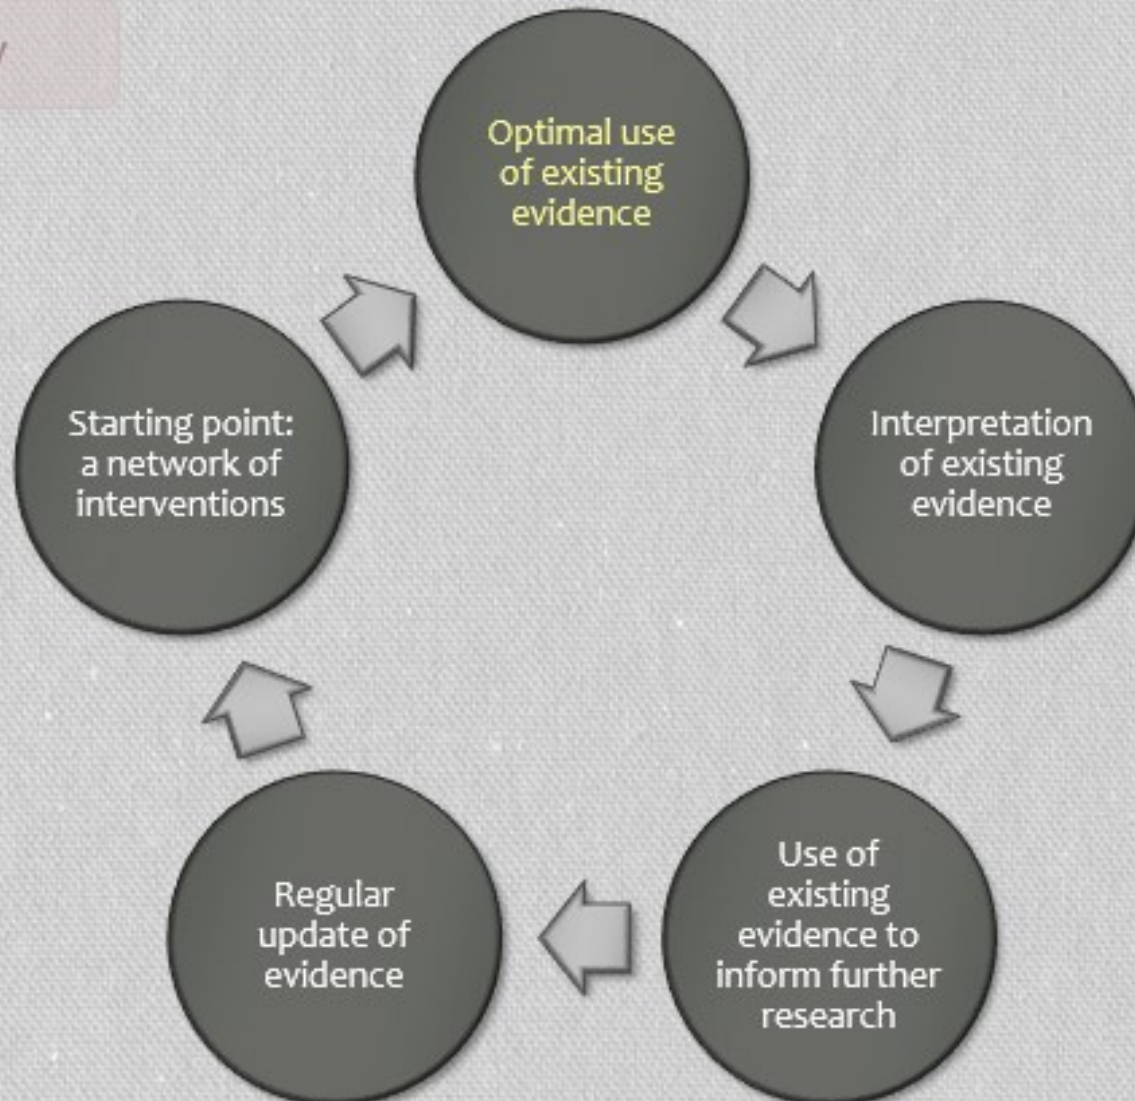 Optimal use
of existing
evidence
Interpretation
of existing
evidence
Use of
existing
evidence to
inform further
research
Regular
update of
evidence
Starting point:
a network of
interventions